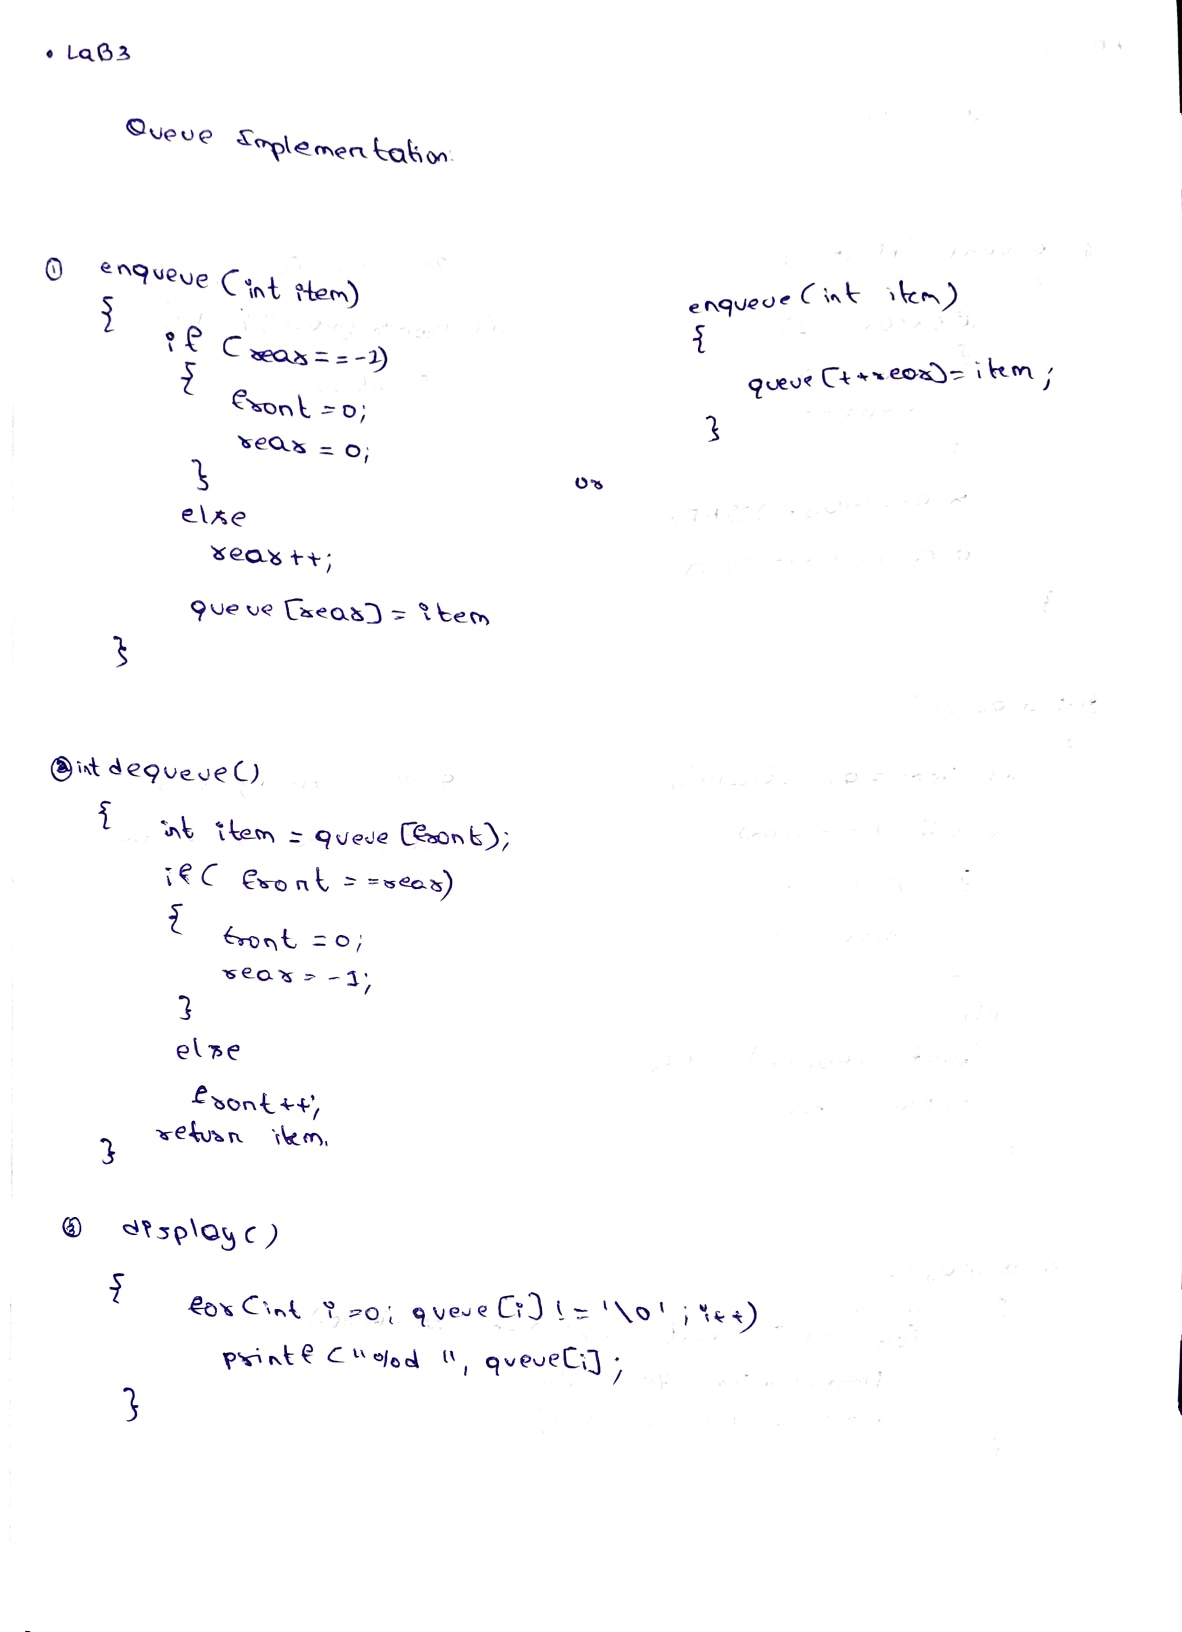 • LaB3
Queue Implementation:
① enqueue (int item)
{
if (rear==-1)
{
front=0;
rear=0;
}
else
rear++;
queue[rear]=item
}
or
enqueue(int item)
{
queue[++rear]=item;
}
② int dequeue().
{ int item = queue[front];
if( front==rear)
{
front=0;
rear=-1;
}
else
front++;
return item.
}
③ display()
{
for(int i=0; queue[i]!='\0';i++)
printf("%d ", queue[i];
}